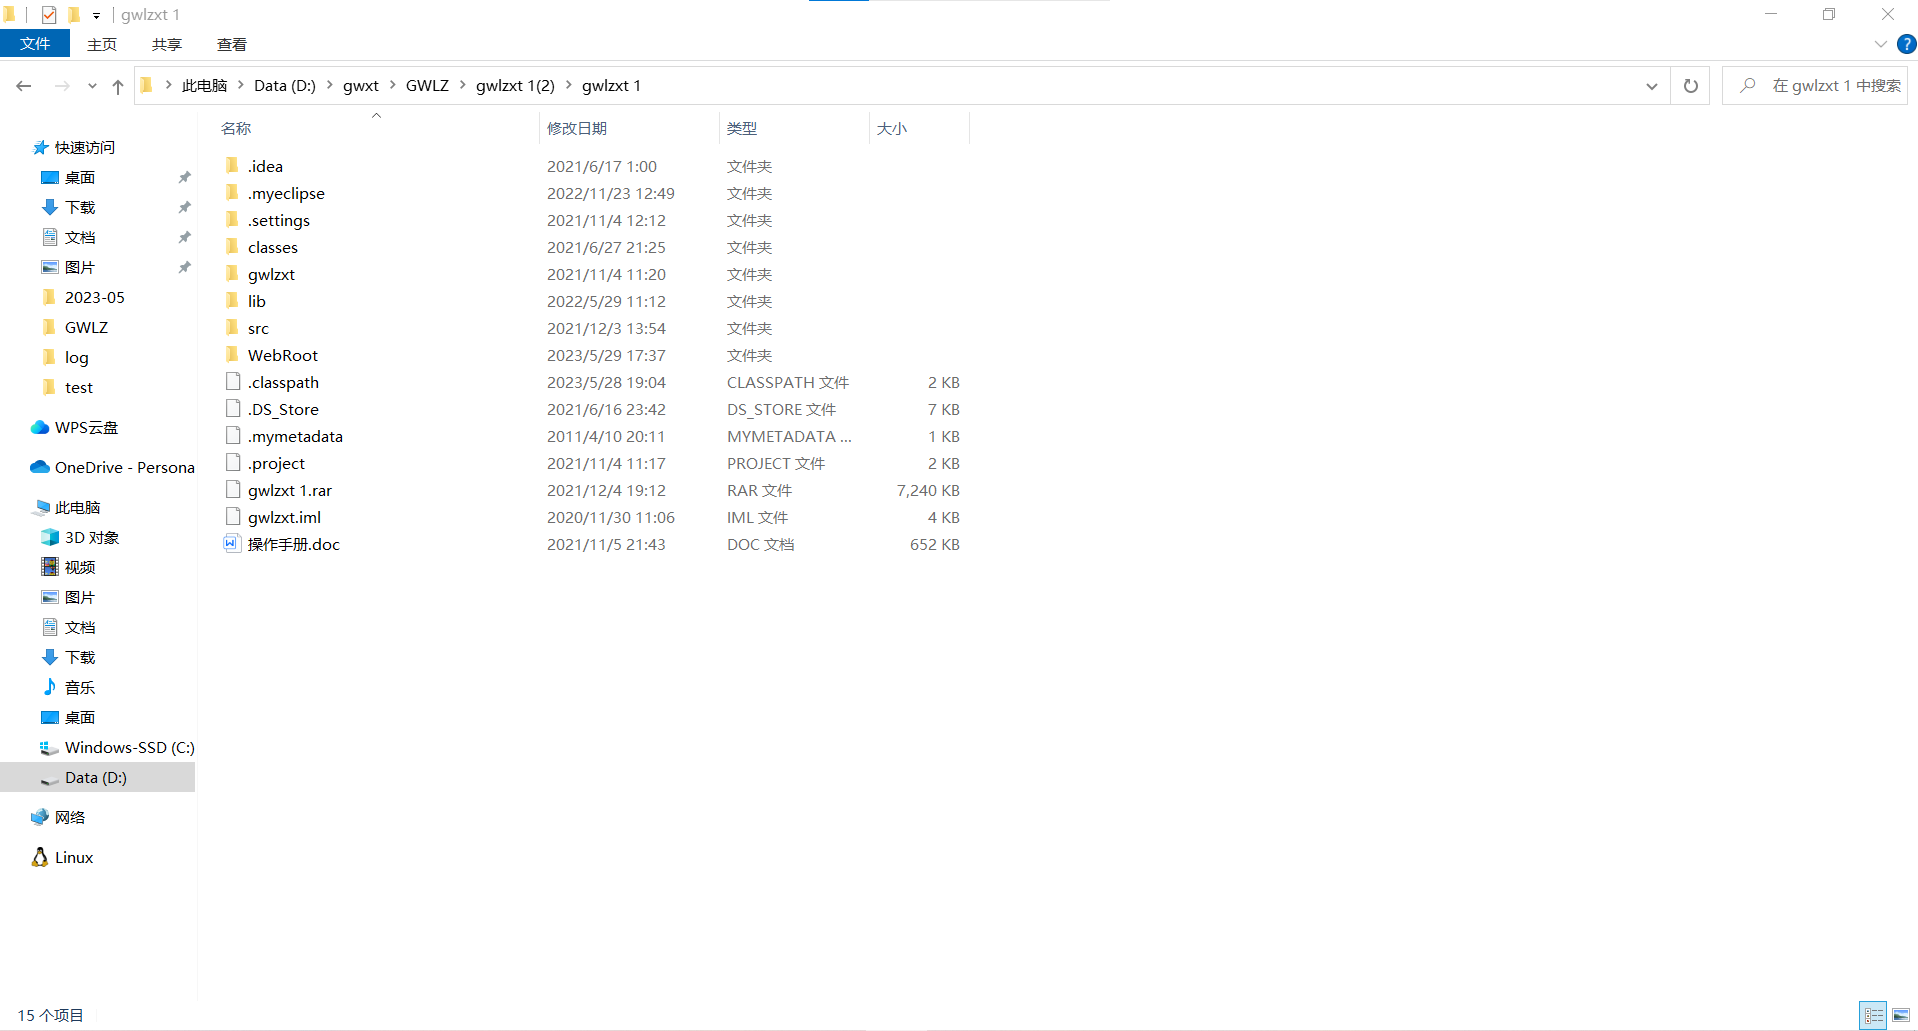 gwlzxt 1
文件 主页 共享 查看
此电脑 Data (D:) gwxt GWLZ gwlzxt 1(2) gwlzxt 1
在 gwlzxt 1 中搜索
快速访问
桌面
下载
文档
图片
2023-05
GWLZ
log
test
WPS云盘
OneDrive - Persona
此电脑
3D 对象
视频
图片
文档
下载
音乐
桌面
Windows-SSD (C:)
Data (D:)
网络
Linux
名称 修改日期 类型 大小
.idea 2021/6/17 1:00 文件夹
.myeclipse 2022/11/23 12:49 文件夹
.settings 2021/11/4 12:12 文件夹
classes 2021/6/27 21:25 文件夹
gwlzxt 2021/11/4 11:20 文件夹
lib 2022/5/29 11:12 文件夹
src 2021/12/3 13:54 文件夹
WebRoot 2023/5/29 17:37 文件夹
.classpath 2023/5/28 19:04 CLASSPATH 文件 2 KB
.DS_Store 2021/6/16 23:42 DS_STORE 文件 7 KB
.mymetadata 2011/4/10 20:11 MYMETADATA ... 1 KB
.project 2021/11/4 11:17 PROJECT 文件 2 KB
gwlzxt 1.rar 2021/12/4 19:12 RAR 文件 7,240 KB
gwlzxt.iml 2020/11/30 11:06 IML 文件 4 KB
操作手册.doc 2021/11/5 21:43 DOC 文档 652 KB
15 个项目